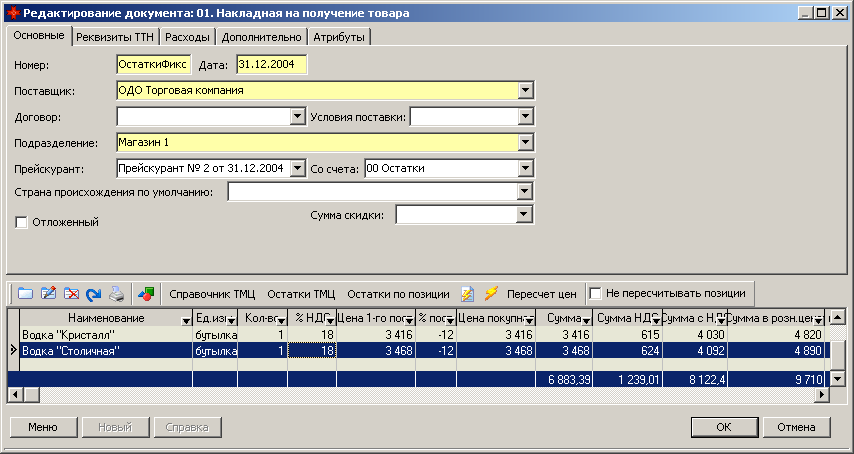 Редактирование документа: 01. Накладная на получение товара
Основные Реквизиты ТТН Расходы Дополнительно Атрибуты
Номер: ОстаткиФикс Дата: 31.12.2004
Поставщик: ОДО Торговая компания
Договор: Условия поставки:
Подразделение: Магазин 1
Прейскурант: Прейскурант № 2 от 31.12.2004 Со счета: 00 Остатки
Страна происхождения по умолчанию:
Отложенный Сумма скидки:
Справочник ТМЦ Остатки ТМЦ Остатки по позиции Пересчет цен Не пересчитывать позиции
Наименование Ед.изм Кол-во % НДС Цена 1-го пос % пос Цена покупн Сумма Сумма НДС Сумма с НДС Сумма в розн.цен
Водка "Кристалл" бутылка 1 18 3 416 -12 3 416 3 416 615 4 030 4 820
Водка "Столичная" бутылка 1 18 3 468 -12 3 468 3 468 624 4 092 4 890
6 883,39 1 239,01 8 122,4 9 710
Меню Новый Справка ОК Отмена